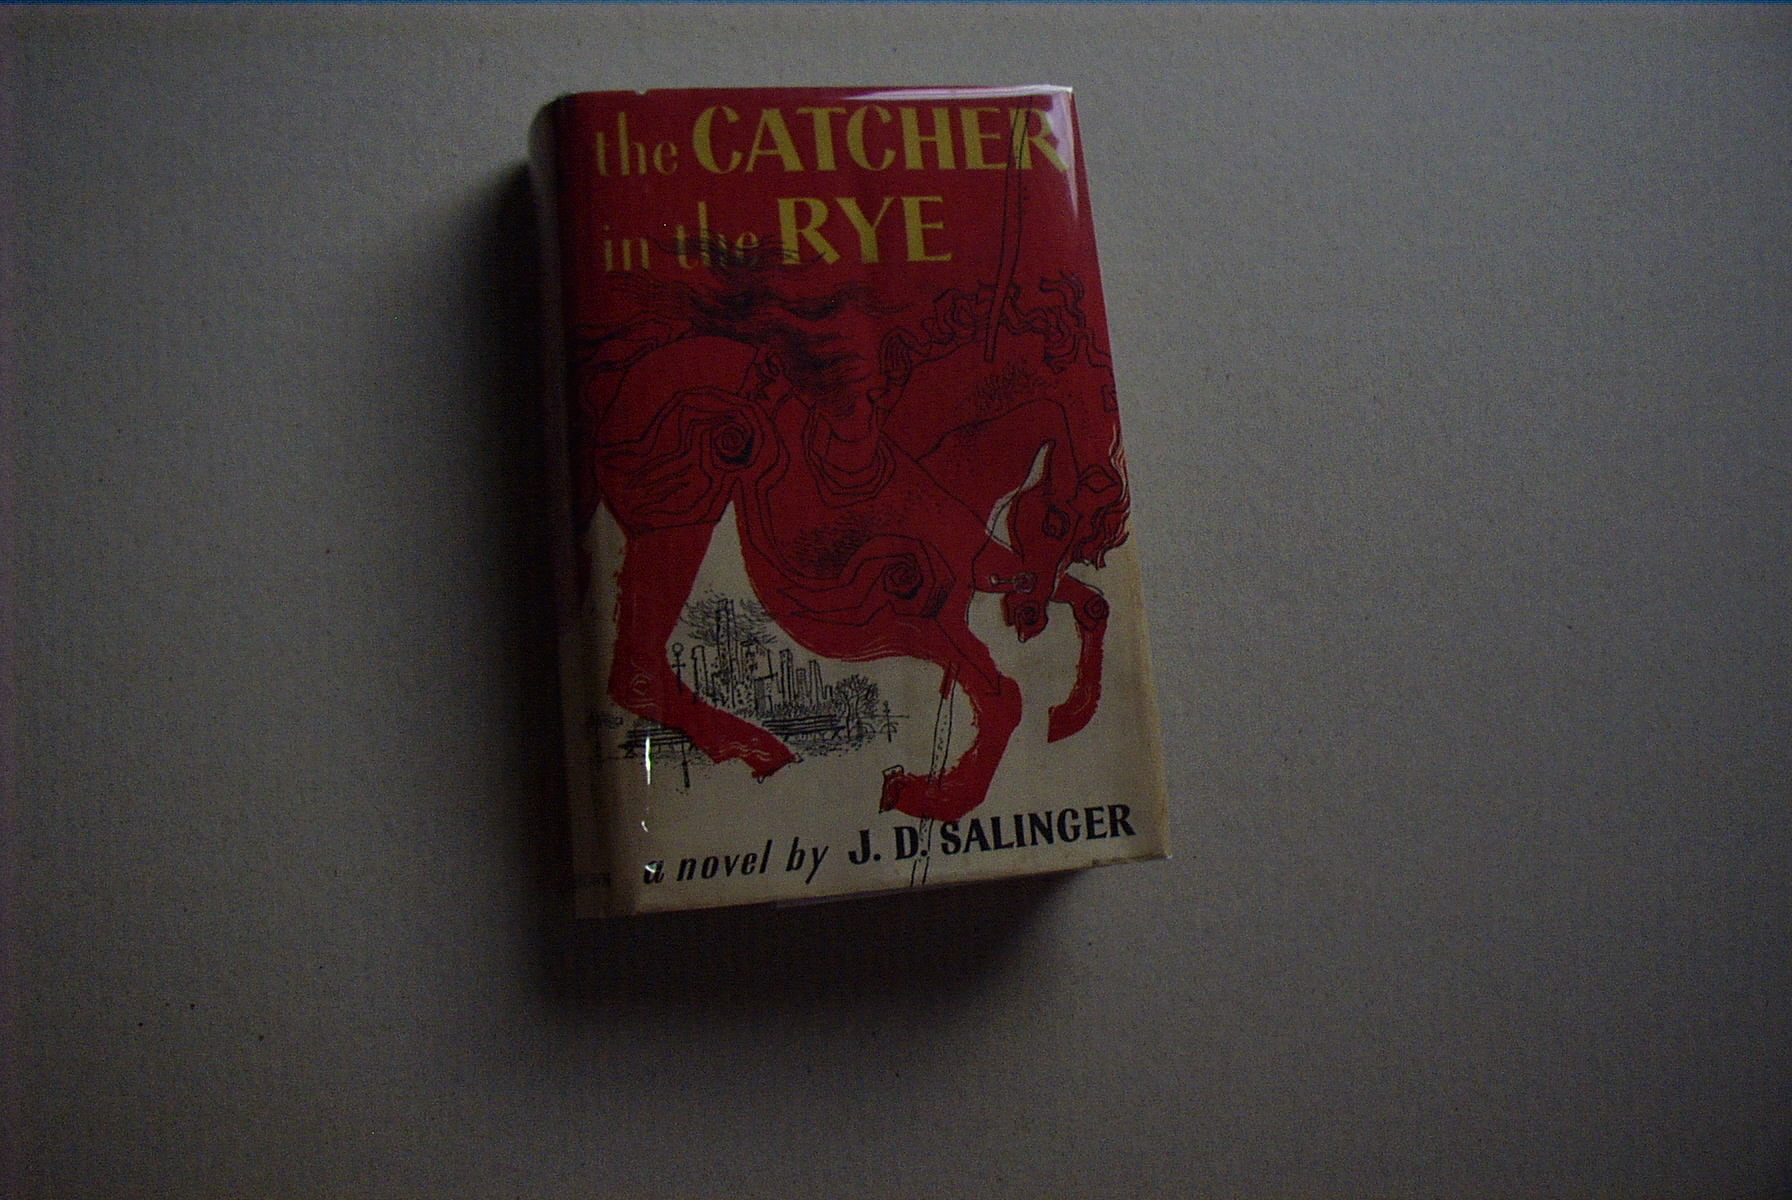 the CATCHER
in the RYE
a novel by J. D. SALINGER